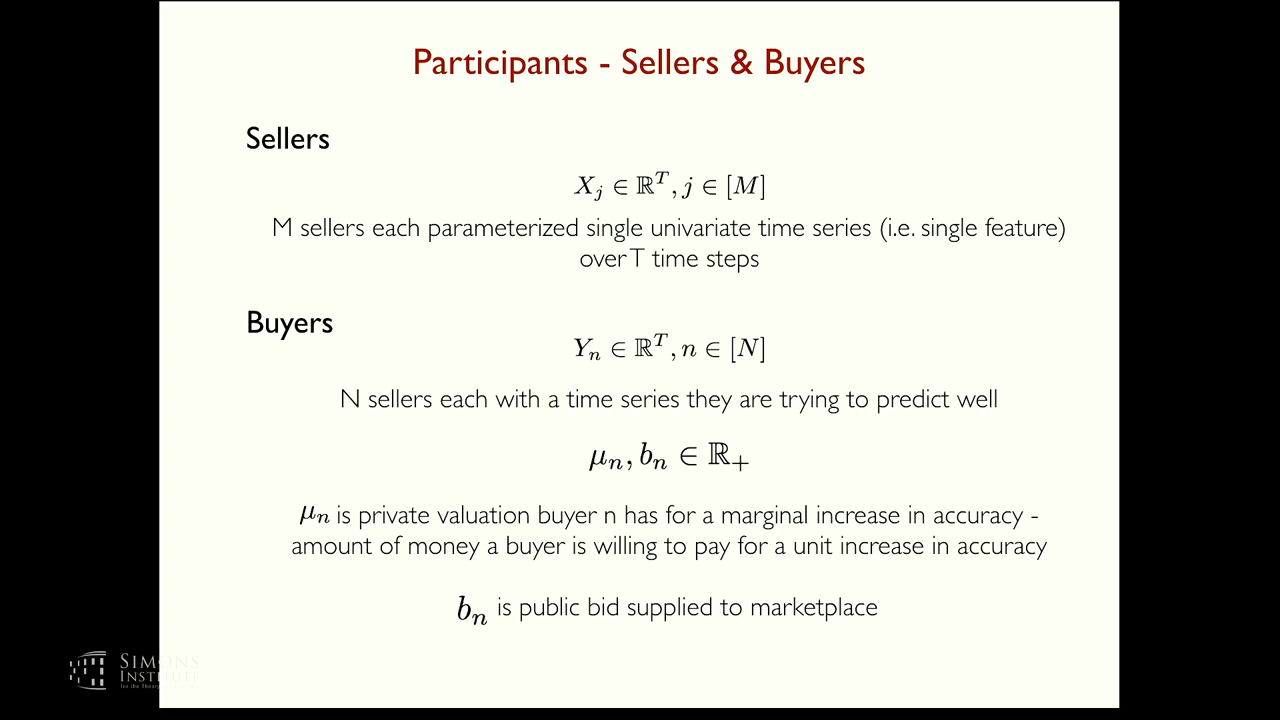 Participants - Sellers & Buyers
Sellers
X_j ∈ ℝ^T, j ∈ [M]
M sellers each parameterized single univariate time series (i.e. single feature)
over T time steps
Buyers
Y_n ∈ ℝ^T, n ∈ [N]
N sellers each with a time series they are trying to predict well
μ_n, b_n ∈ ℝ_+
μ_n is private valuation buyer n has for a marginal increase in accuracy -
amount of money a buyer is willing to pay for a unit increase in accuracy
b_n is public bid supplied to marketplace
SIMONS
INSTITUTE
for the Theory